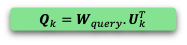 Q_k = W_query. U_k^T